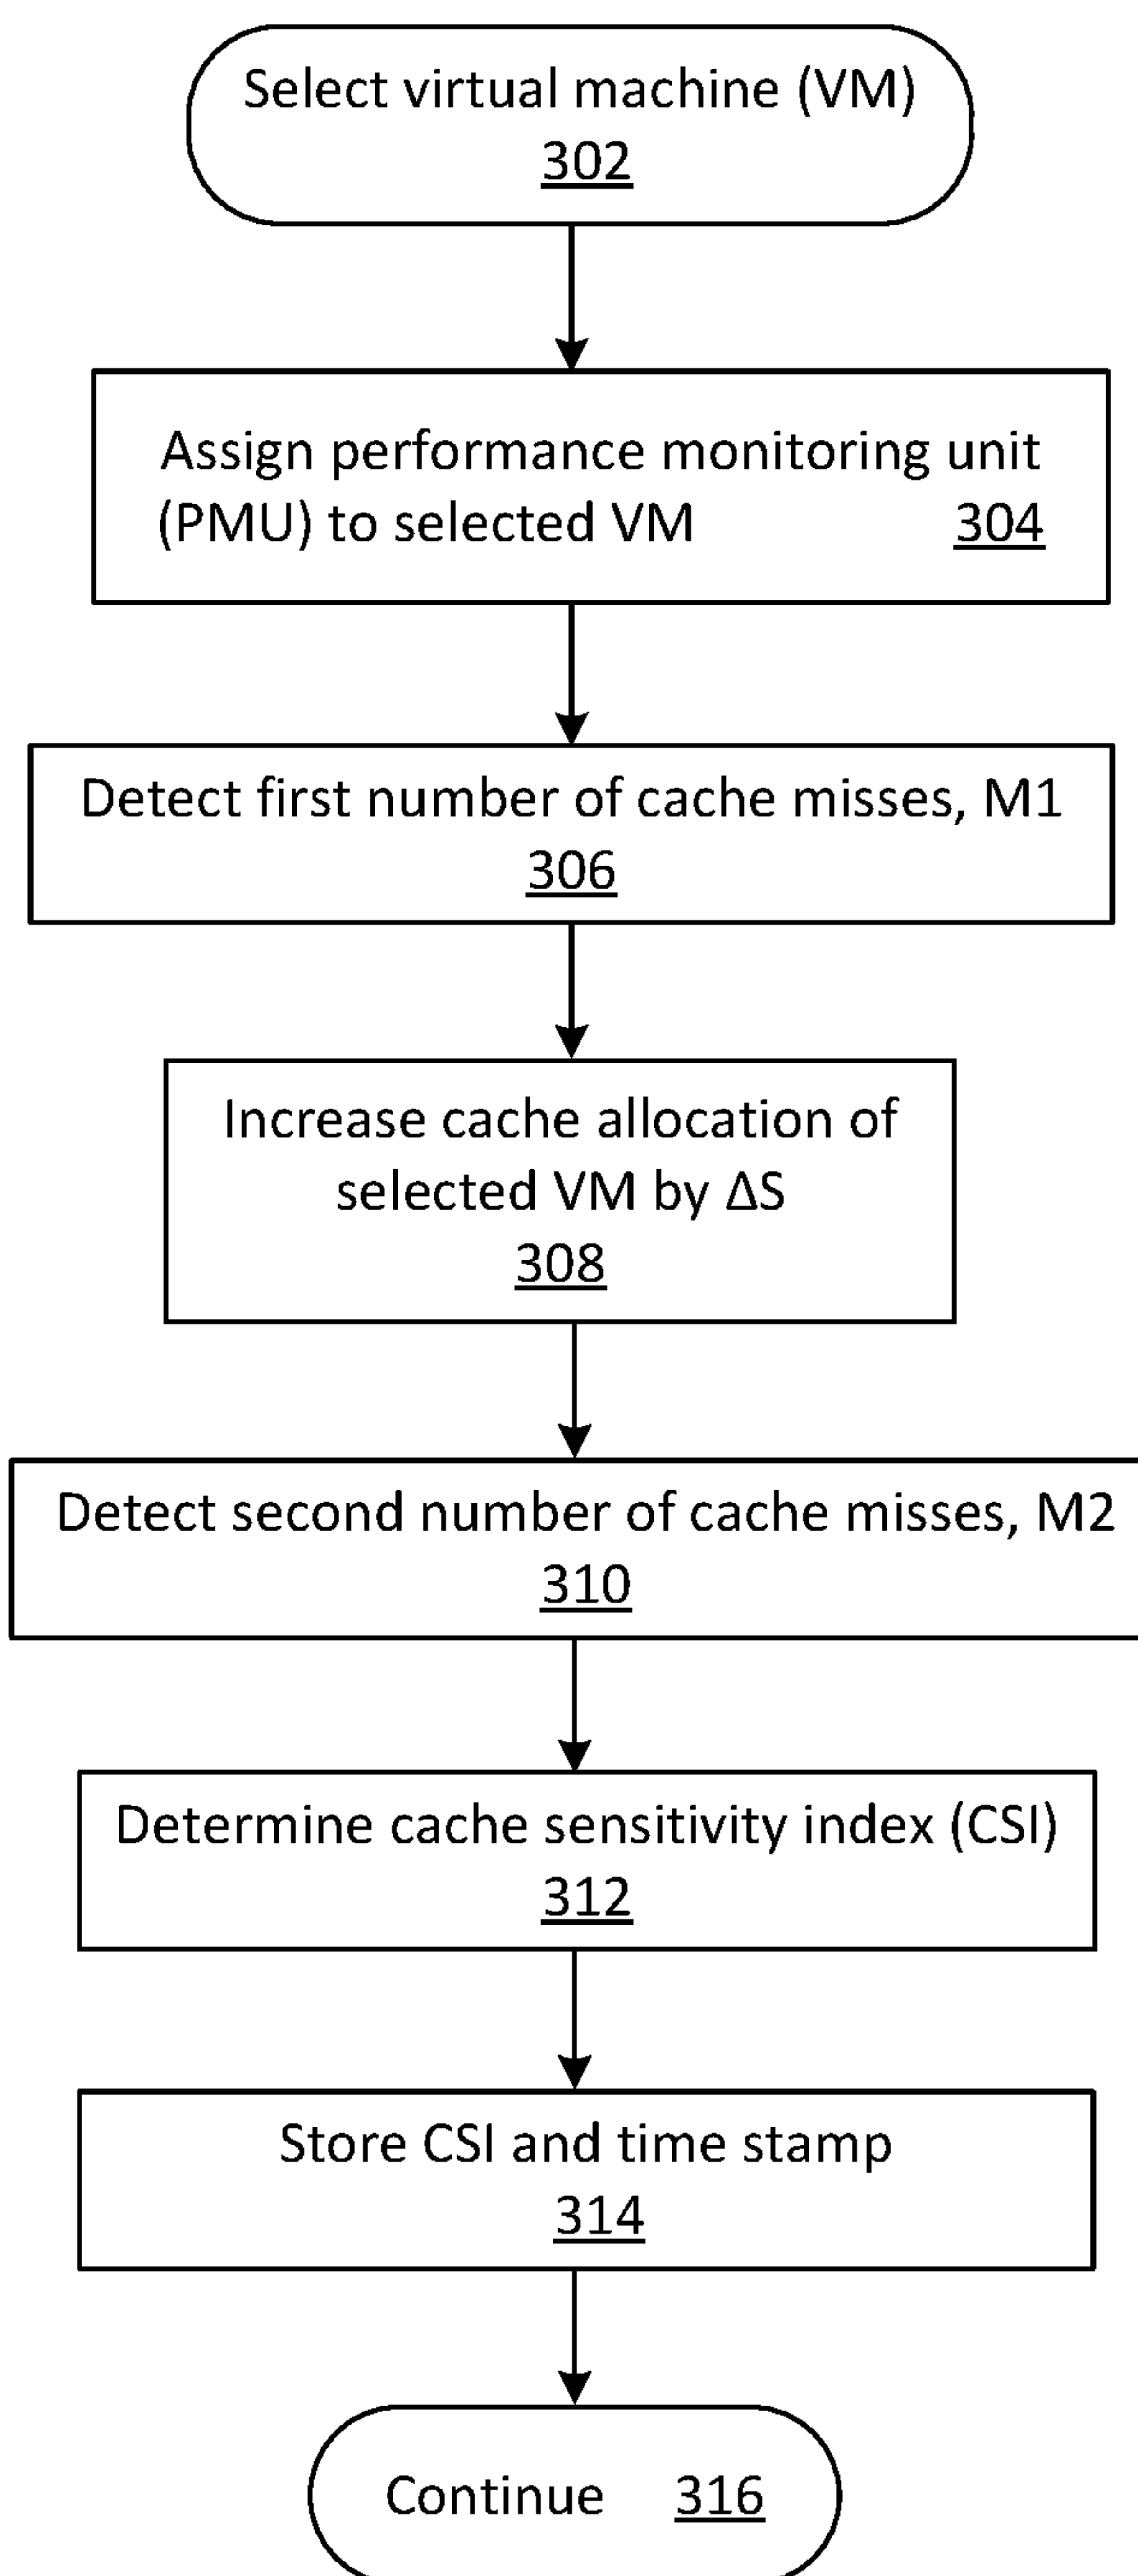 Select virtual machine (VM)
302
Assign performance monitoring unit
(PMU) to selected VM 304
Detect first number of cache misses, M1
306
Increase cache allocation of
selected VM by ΔS
308
Detect second number of cache misses, M2
310
Determine cache sensitivity index (CSI)
312
Store CSI and time stamp
314
Continue 316